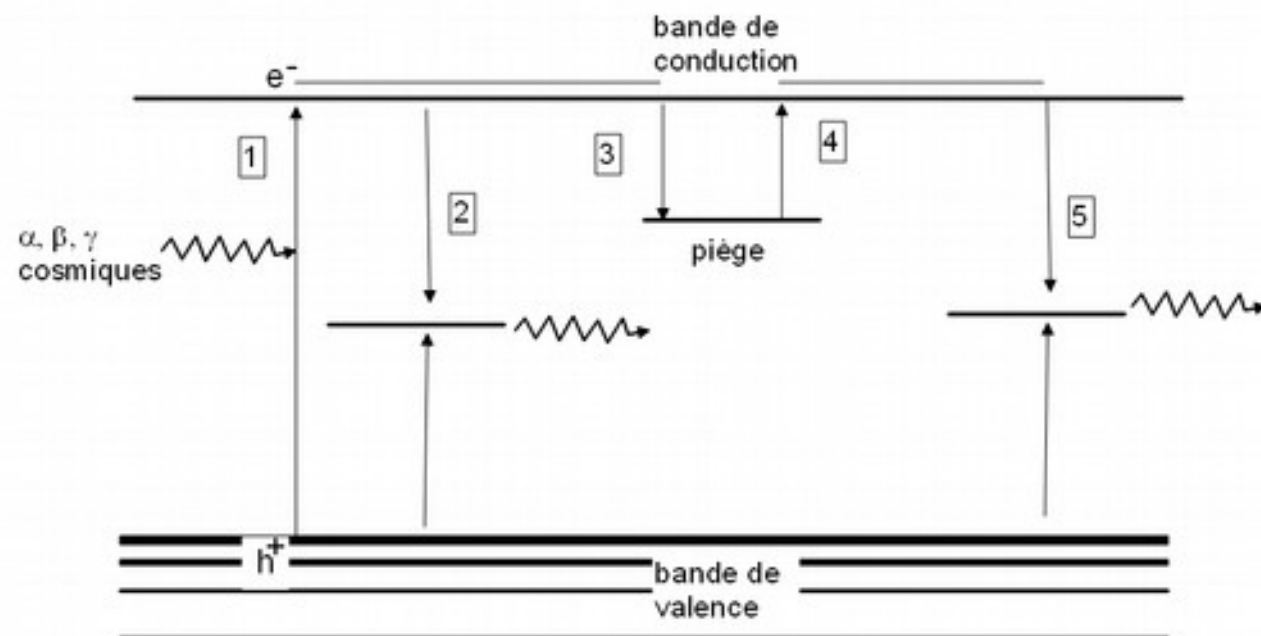 bande de
conduction
e-
1
3
4
2
5
α, β, γ
cosmiques
piège
h+
bande de
valence